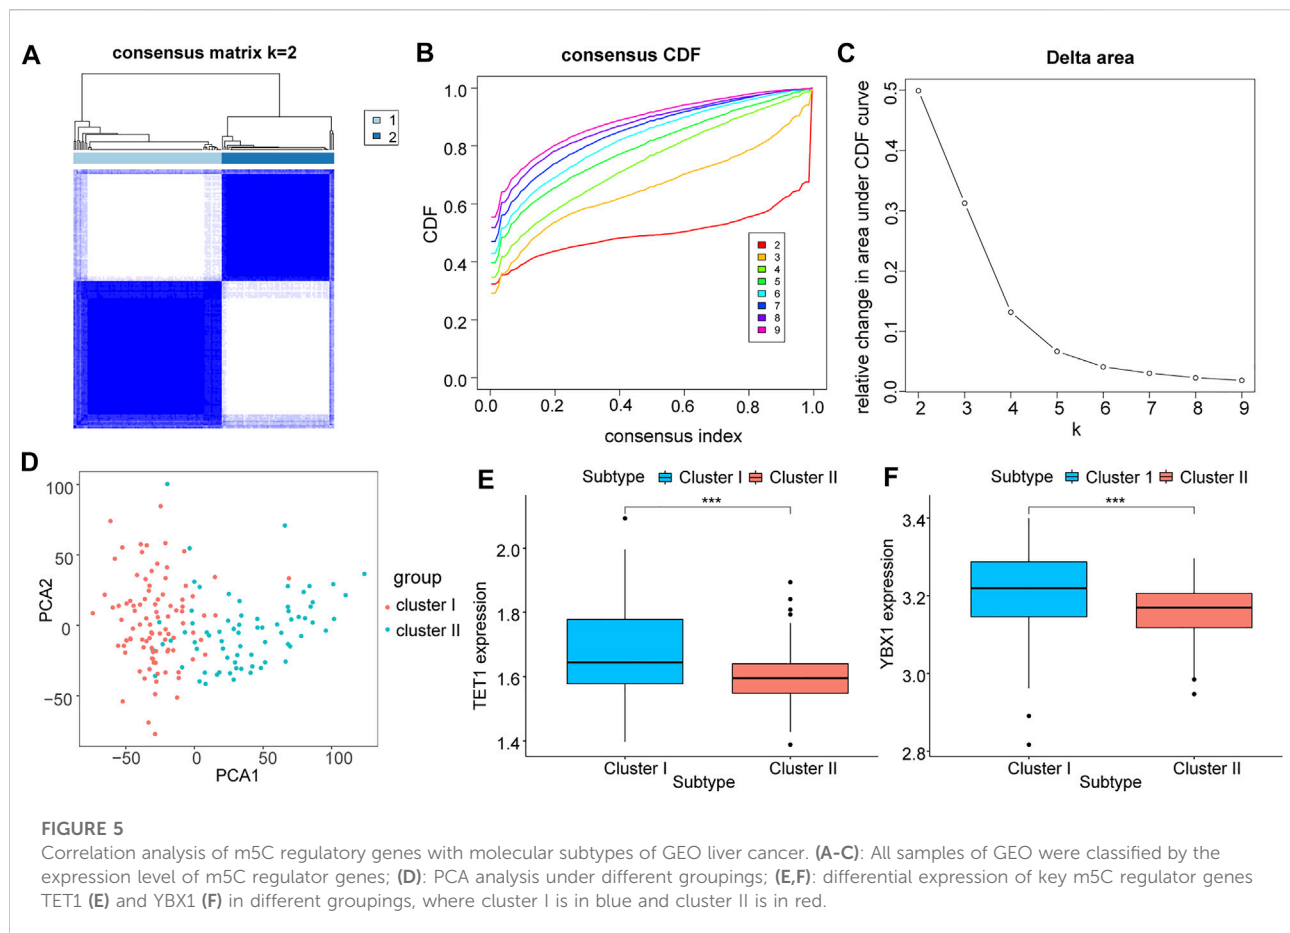 A
consensus matrix k=2
1
2
B
consensus CDF
CDF
1.0
0.8
0.6
0.4
0.2
0.0
0.0 0.2 0.4 0.6 0.8 1.0
consensus index
2
3
4
5
6
7
8
9
C
Delta area
relative change in area under CDF curve
0.5
0.4
0.3
0.2
0.1
0.0
2 3 4 5 6 7 8 9
k
D
PCA2
100
50
0
−50
−50 0 50 100
PCA1
group
cluster I
cluster II
E
Subtype Cluster I Cluster II
***
TET1 expression
2.0
1.8
1.6
1.4
Cluster I Cluster II
Subtype
F
Subtype Cluster 1 Cluster II
***
YBX1 expression
3.4
3.2
3.0
2.8
Cluster I Cluster II
Subtype
FIGURE 5
Correlation analysis of m5C regulatory genes with molecular subtypes of GEO liver cancer. (A-C): All samples of GEO were classified by the
expression level of m5C regulator genes; (D): PCA analysis under different groupings; (E,F): differential expression of key m5C regulator genes
TET1 (E) and YBX1 (F) in different groupings, where cluster I is in blue and cluster II is in red.